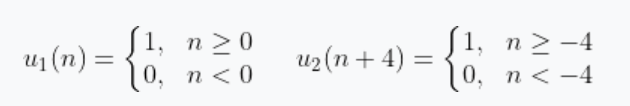 u₁(n) = {1, n ≥ 0 u₂(n + 4) = {1, n ≥ −4
0, n < 0 0, n < −4